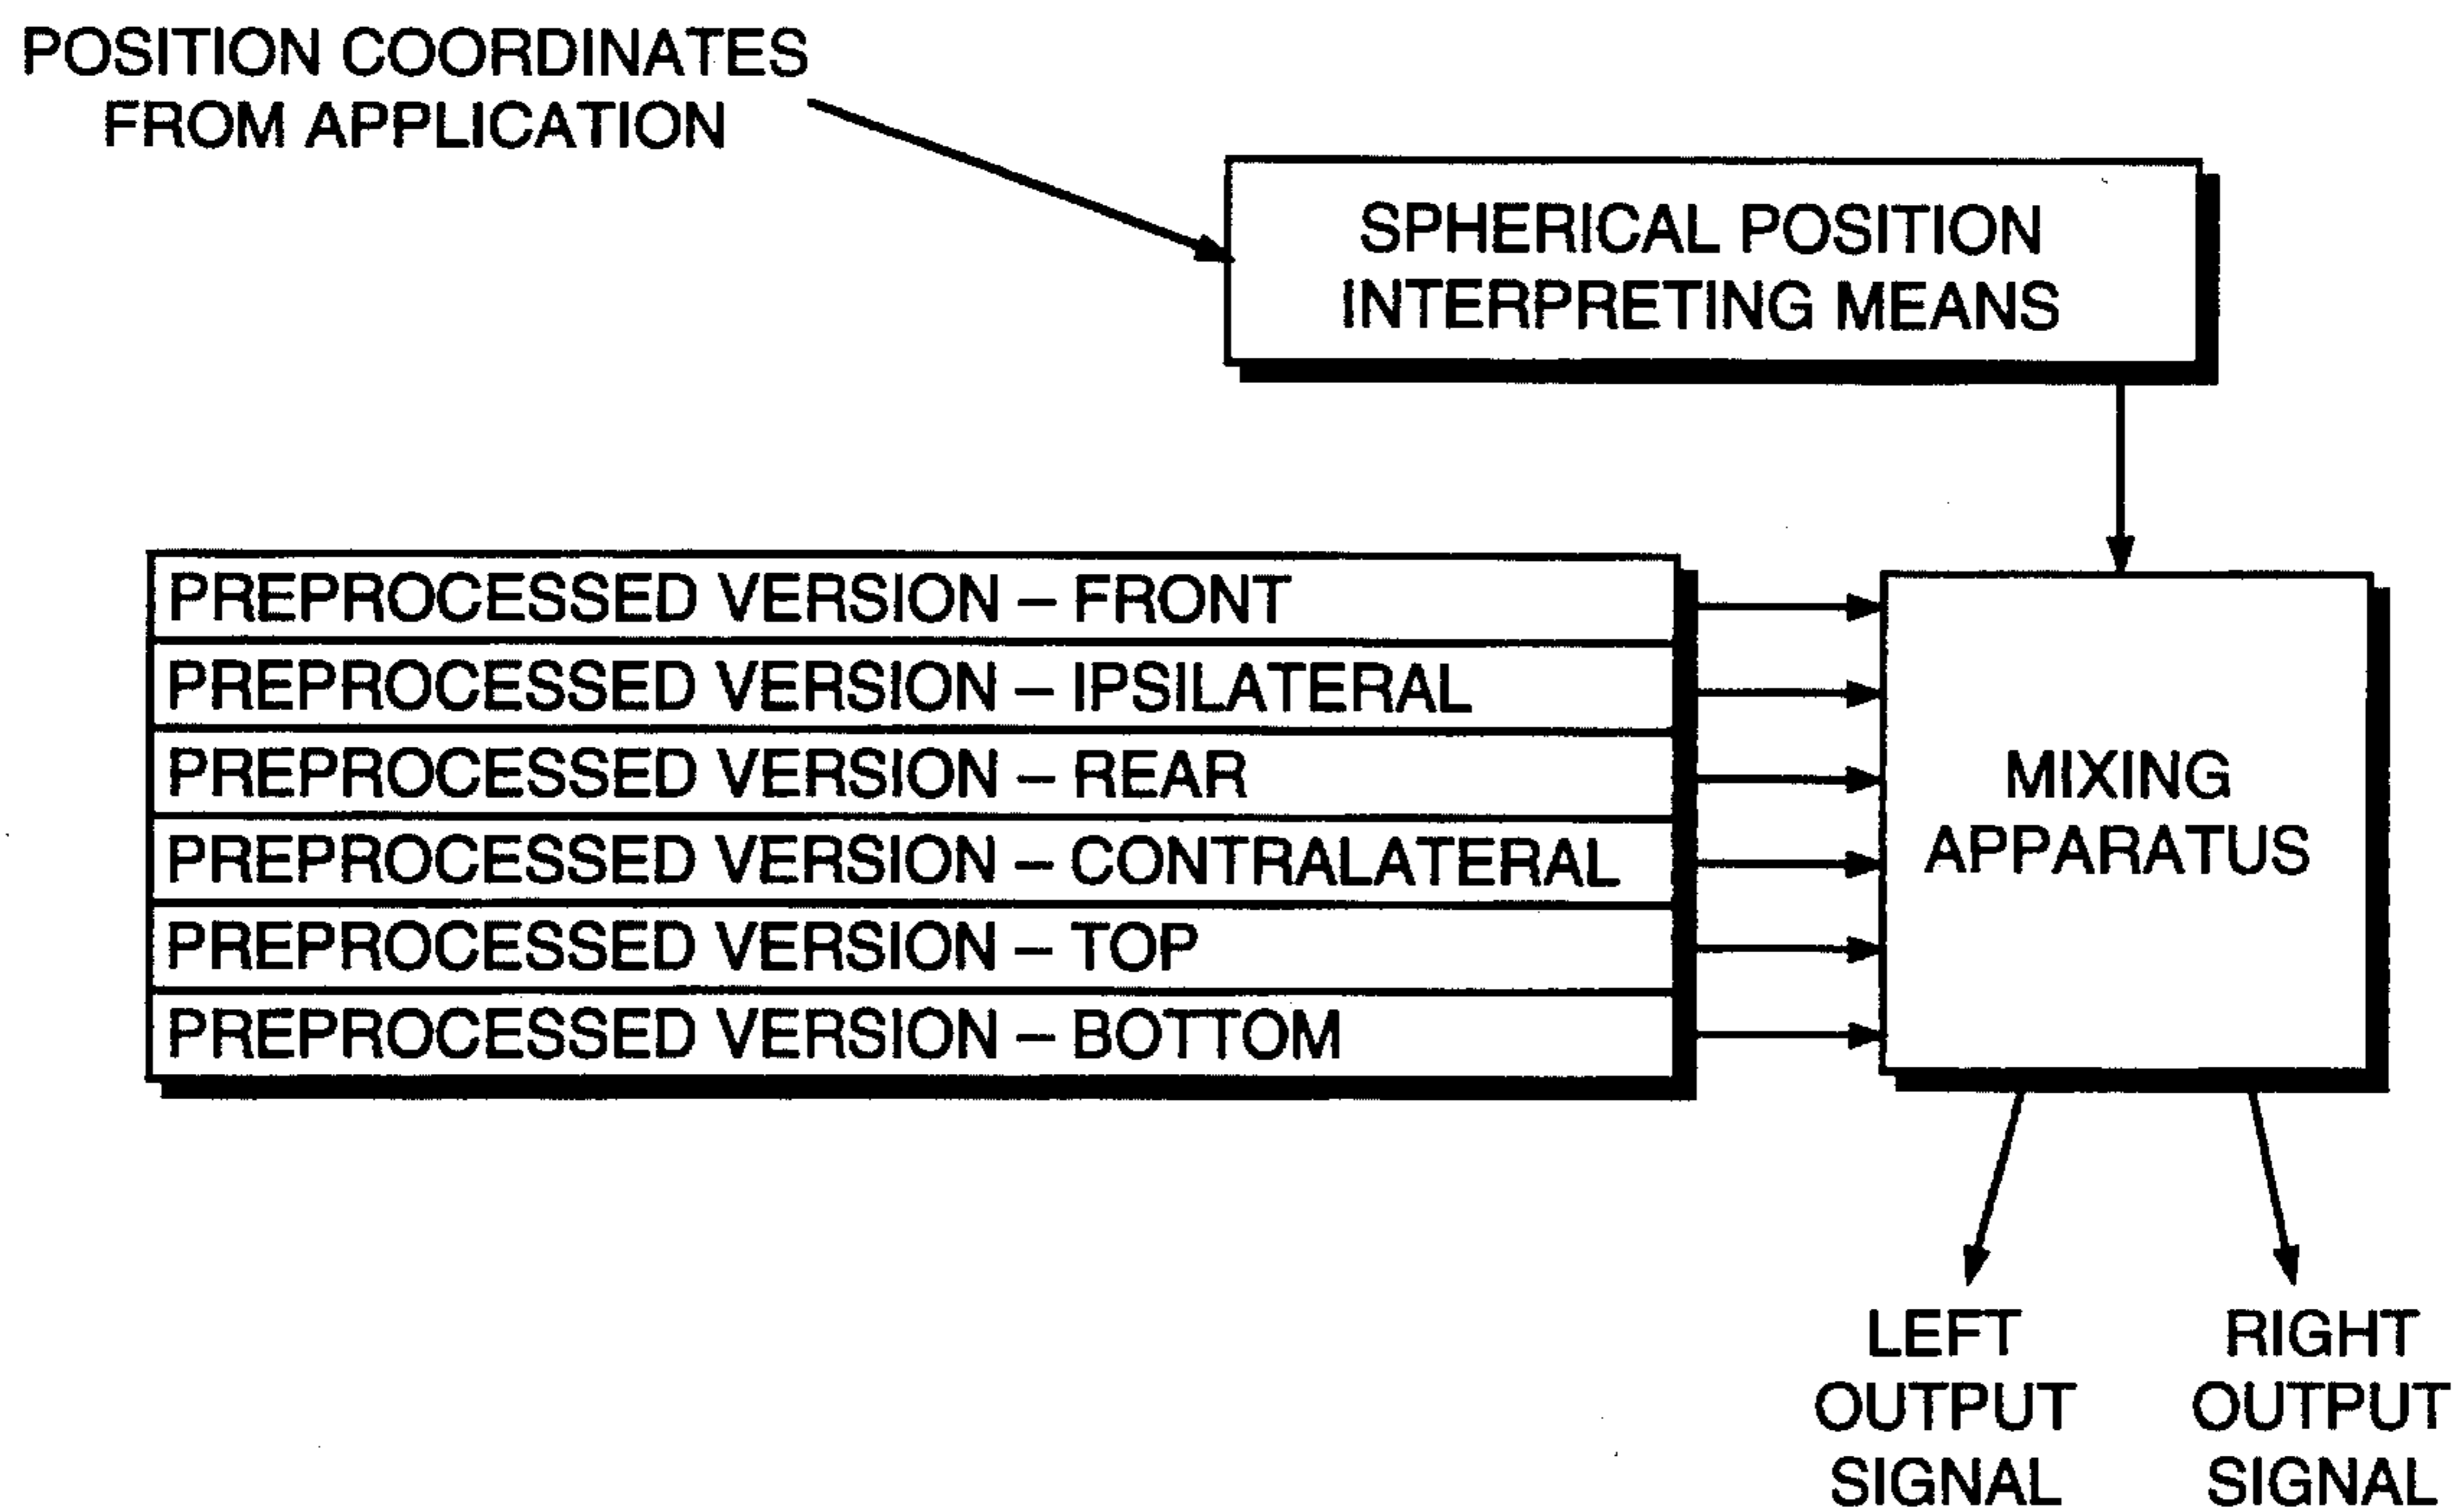 POSITION COORDINATES
FROM APPLICATION
SPHERICAL POSITION
INTERPRETING MEANS
PREPROCESSED VERSION – FRONT
PREPROCESSED VERSION – IPSILATERAL
PREPROCESSED VERSION – REAR
PREPROCESSED VERSION – CONTRALATERAL
PREPROCESSED VERSION – TOP
PREPROCESSED VERSION – BOTTOM
MIXING
APPARATUS
LEFT
OUTPUT
SIGNAL
RIGHT
OUTPUT
SIGNAL